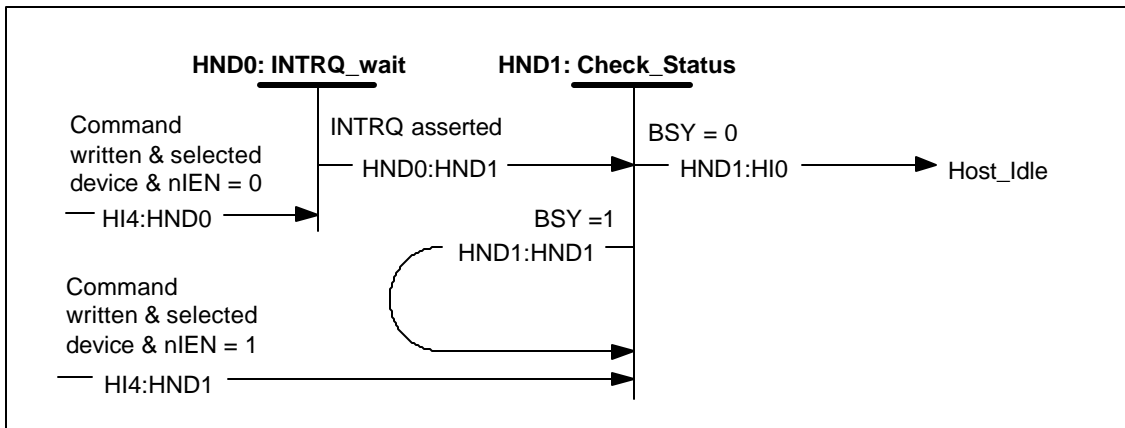 HND0: INTRQ_wait
HND1: Check_Status
Command
written & selected
device & nIEN = 0
HI4:HND0
INTRQ asserted
HND0:HND1
BSY = 0
HND1:HI0
Host_Idle
BSY =1
HND1:HND1
Command
written & selected
device & nIEN = 1
HI4:HND1